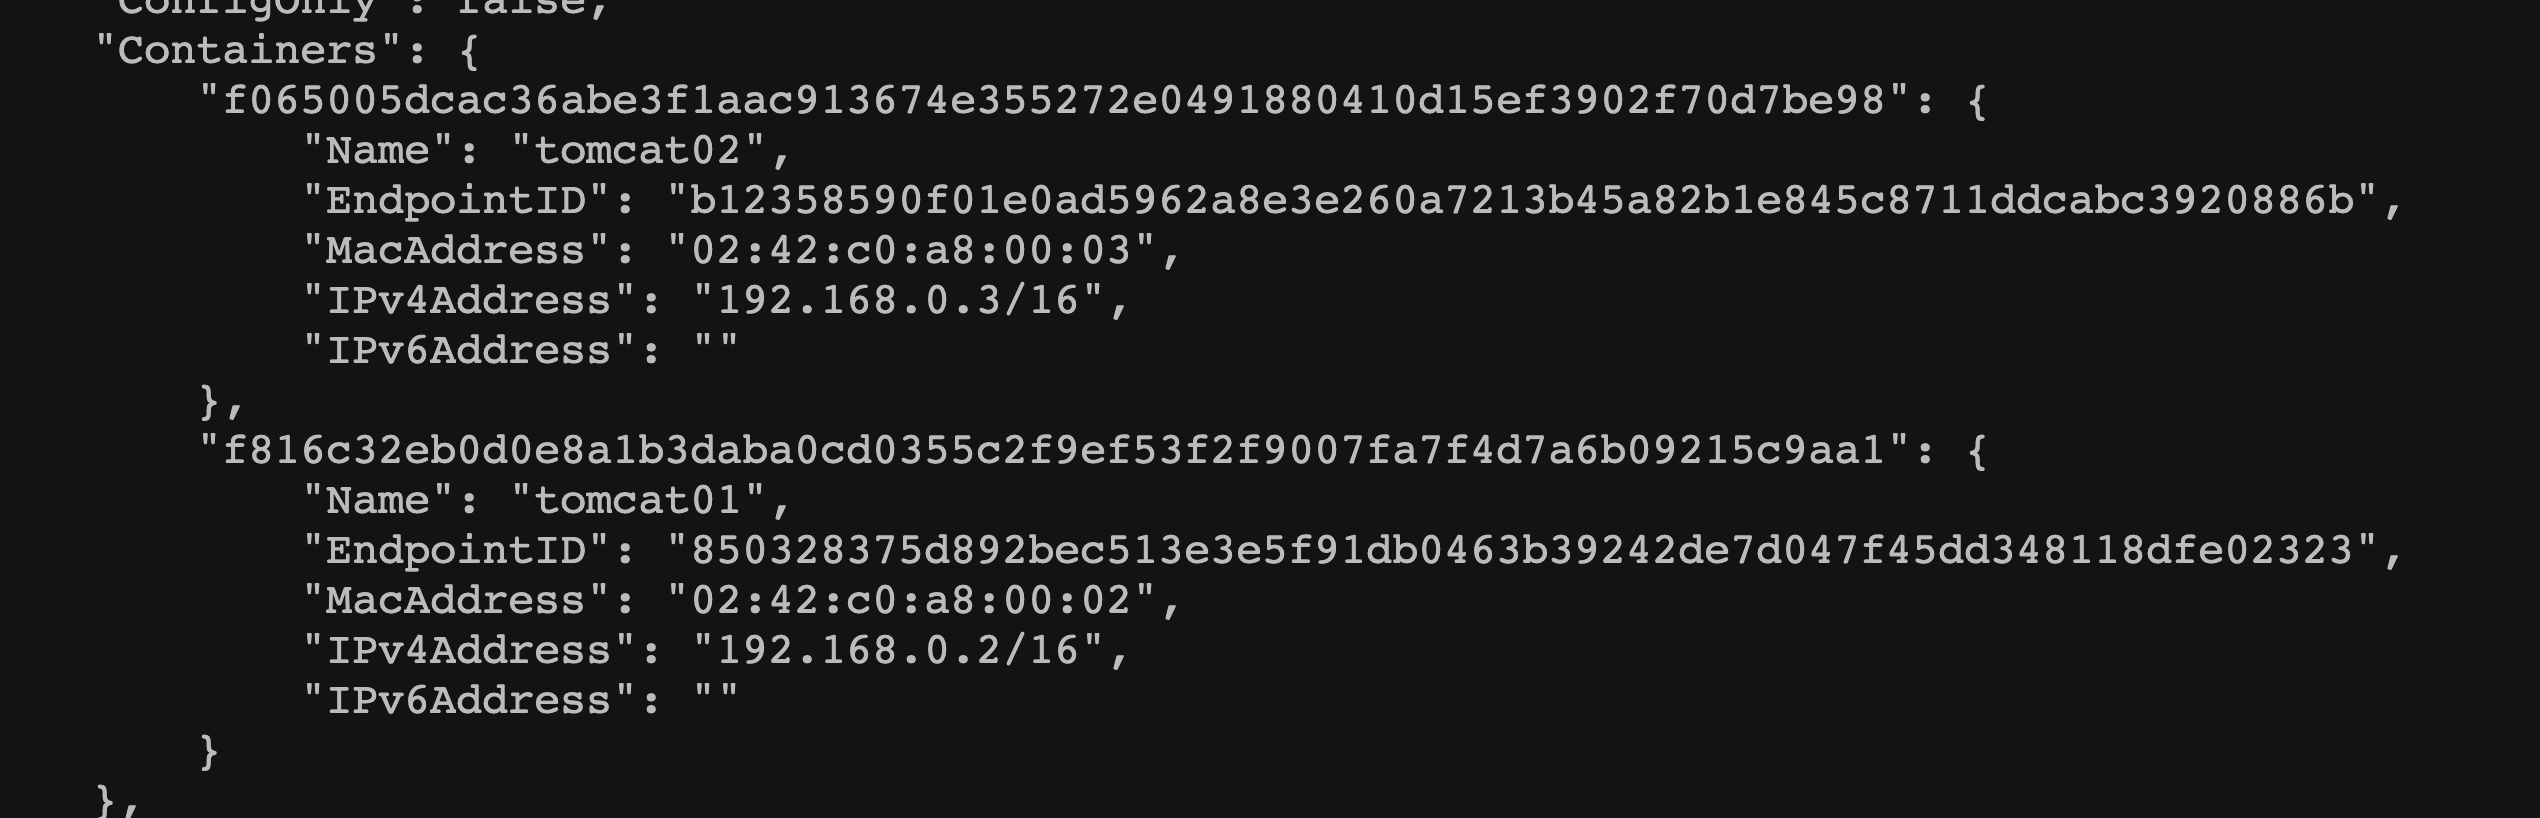 "ConfigOnly": false,
"Containers": {
"f065005dcac36abe3f1aac913674e355272e0491880410d15ef3902f70d7be98": {
"Name": "tomcat02",
"EndpointID": "b12358590f01e0ad5962a8e3e260a7213b45a82b1e845c8711ddcabc3920886b",
"MacAddress": "02:42:c0:a8:00:03",
"IPv4Address": "192.168.0.3/16",
"IPv6Address": ""
},
"f816c32eb0d0e8a1b3daba0cd0355c2f9ef53f2f9007fa7f4d7a6b09215c9aa1": {
"Name": "tomcat01",
"EndpointID": "850328375d892bec513e3e5f91db0463b39242de7d047f45dd348118dfe02323",
"MacAddress": "02:42:c0:a8:00:02",
"IPv4Address": "192.168.0.2/16",
"IPv6Address": ""
}
},